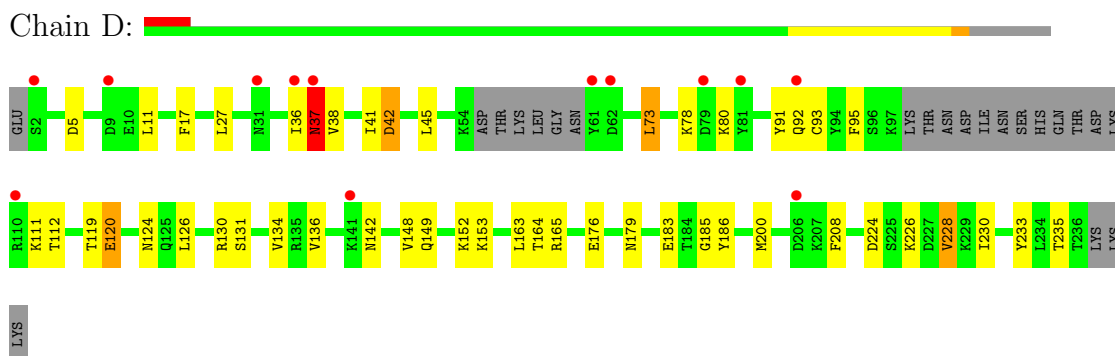 Chain D:
GLU S2 D5 D9 E10 L11 F17 L27 N31 I36 N37 V38 I41 D42 L45 K54 ASP THR LYS LEU GLY ASN Y61 D62 L73 K78 D79 K80 Y81 Y91 Q92 C93 Y94 F95 S96 K97 LYS THR ASN ASP ILE ASN SER HIS GLN THR ASP LYS
R110 K111 T112 T119 E120 N124 Q125 L126 R130 S131 V134 R135 V136 K141 N142 V148 Q149 K152 K153 L163 T164 R165 E176 N179 E183 T184 G185 Y186 M200 D206 K207 F208 D224 S225 K226 D227 V228 K229 I230 Y233 L234 T235 T236 LYS LYS
LYS